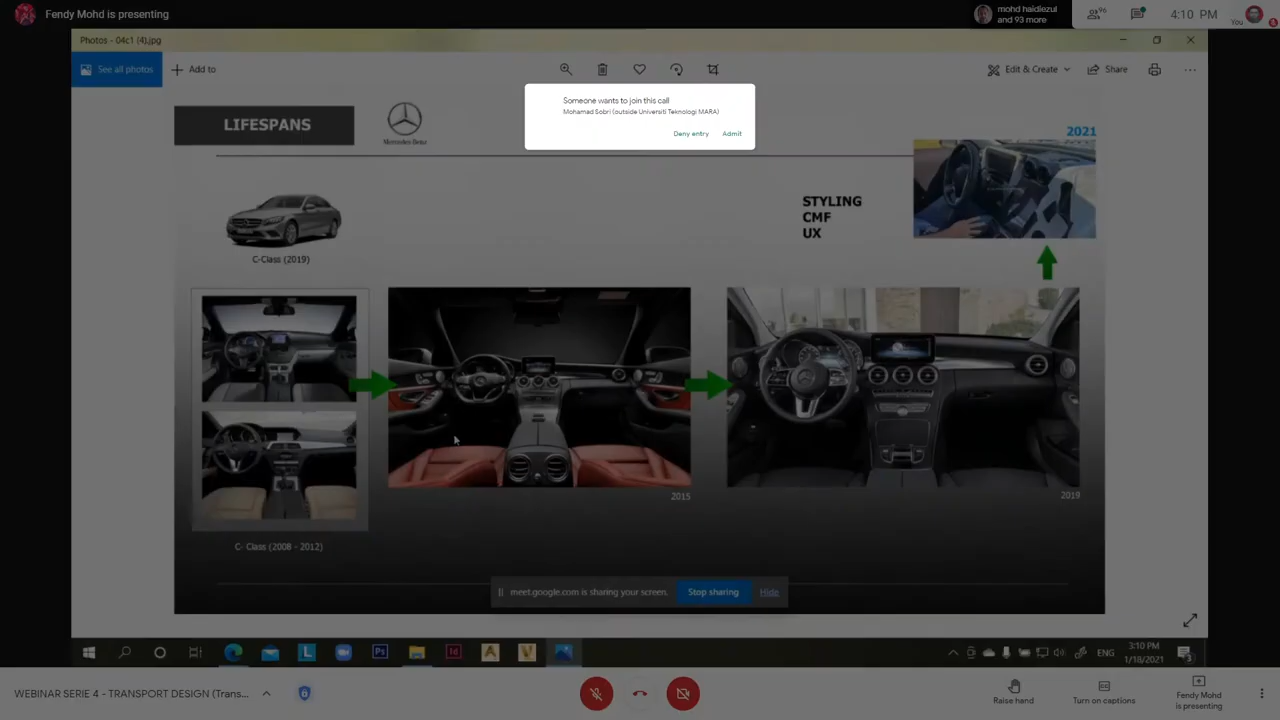 Fendy Mohd is presenting
mohd haidiezul
and 93 more
96
4:10 PM
You
Photos - 04c1 (4).jpg
See all photos
Add to
Edit & Create
Share
Someone wants to join this call
Mohamad Sobri (outside Universiti Teknologi MARA)
Deny entry
Admit
LIFESPANS
Mercedes-Benz
2021
STYLING
CMF
UX
C-Class (2019)
2015
2019
C- Class (2008 - 2012)
meet.google.com is sharing your screen.
Stop sharing
Hide
L
Ps
Id
A
V
ENG
3:10 PM
1/18/2021
3
WEBINAR SERIE 4 - TRANSPORT DESIGN (Trans...
Raise hand
Turn on captions
Fendy Mohd
is presenting